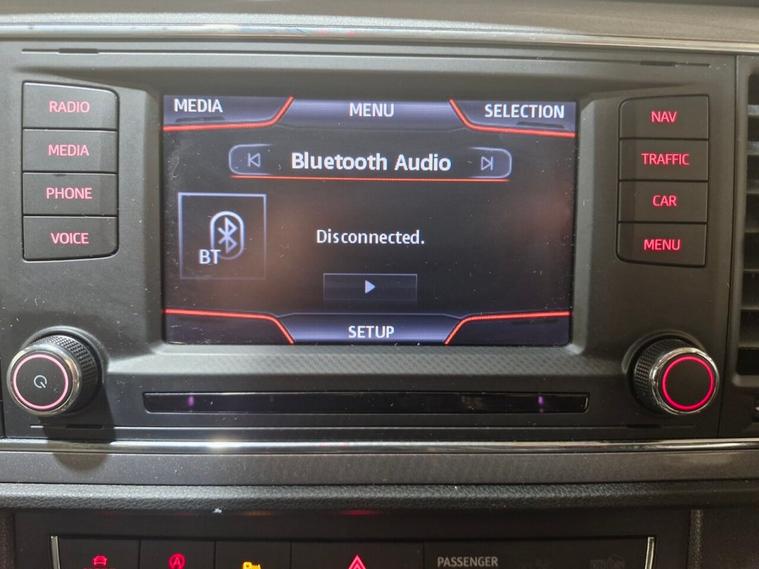 MEDIA MENU SELECTION
RADIO
MEDIA
PHONE
VOICE
Bluetooth Audio
BT
Disconnected.
SETUP
NAV
TRAFFIC
CAR
MENU
PASSENGER